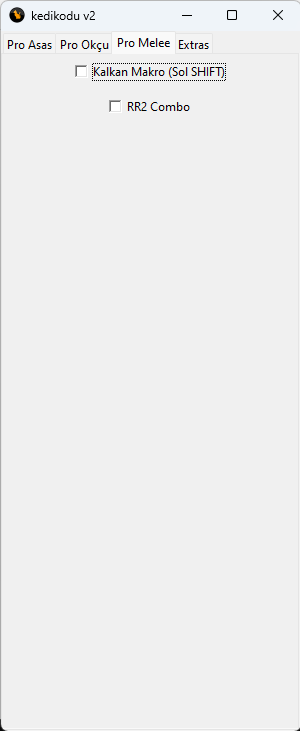 kedikodu v2
Pro Asas Pro Okçu Pro Melee Extras
Kalkan Makro (Sol SHIFT)
RR2 Combo